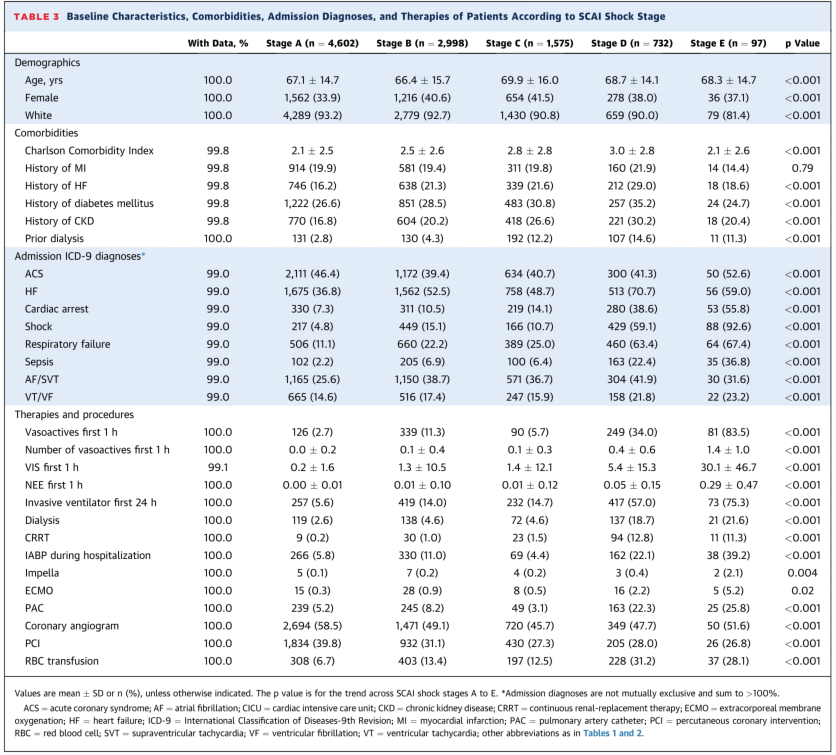 TABLE 3 Baseline Characteristics, Comorbidities, Admission Diagnoses, and Therapies of Patients According to SCAI Shock Stage
With Data, % Stage A (n = 4,602) Stage B (n = 2,998) Stage C (n = 1,575) Stage D (n = 732) Stage E (n = 97) p Value
Demographics
Age, yrs 100.0 67.1 ± 14.7 66.4 ± 15.7 69.9 ± 16.0 68.7 ± 14.1 68.3 ± 14.7 <0.001
Female 100.0 1,562 (33.9) 1,216 (40.6) 654 (41.5) 278 (38.0) 36 (37.1) <0.001
White 100.0 4,289 (93.2) 2,779 (92.7) 1,430 (90.8) 659 (90.0) 79 (81.4) <0.001
Comorbidities
Charlson Comorbidity Index 99.8 2.1 ± 2.5 2.5 ± 2.6 2.8 ± 2.8 3.0 ± 2.8 2.1 ± 2.6 <0.001
History of MI 99.8 914 (19.9) 581 (19.4) 311 (19.8) 160 (21.9) 14 (14.4) 0.79
History of HF 99.8 746 (16.2) 638 (21.3) 339 (21.6) 212 (29.0) 18 (18.6) <0.001
History of diabetes mellitus 99.8 1,222 (26.6) 851 (28.5) 483 (30.8) 257 (35.2) 24 (24.7) <0.001
History of CKD 99.8 770 (16.8) 604 (20.2) 418 (26.6) 221 (30.2) 18 (20.4) <0.001
Prior dialysis 100.0 131 (2.8) 130 (4.3) 192 (12.2) 107 (14.6) 11 (11.3) <0.001
Admission ICD-9 diagnoses*
ACS 99.0 2,111 (46.4) 1,172 (39.4) 634 (40.7) 300 (41.3) 50 (52.6) <0.001
HF 99.0 1,675 (36.8) 1,562 (52.5) 758 (48.7) 513 (70.7) 56 (59.0) <0.001
Cardiac arrest 99.0 330 (7.3) 311 (10.5) 219 (14.1) 280 (38.6) 53 (55.8) <0.001
Shock 99.0 217 (4.8) 449 (15.1) 166 (10.7) 429 (59.1) 88 (92.6) <0.001
Respiratory failure 99.0 506 (11.1) 660 (22.2) 389 (25.0) 460 (63.4) 64 (67.4) <0.001
Sepsis 99.0 102 (2.2) 205 (6.9) 100 (6.4) 163 (22.4) 35 (36.8) <0.001
AF/SVT 99.0 1,165 (25.6) 1,150 (38.7) 571 (36.7) 304 (41.9) 30 (31.6) <0.001
VT/VF 99.0 665 (14.6) 516 (17.4) 247 (15.9) 158 (21.8) 22 (23.2) <0.001
Therapies and procedures
Vasoactives first 1 h 100.0 126 (2.7) 339 (11.3) 90 (5.7) 249 (34.0) 81 (83.5) <0.001
Number of vasoactives first 1 h 100.0 0.0 ± 0.2 0.1 ± 0.4 0.1 ± 0.3 0.4 ± 0.6 1.4 ± 1.0 <0.001
VIS first 1 h 99.1 0.2 ± 1.6 1.3 ± 10.5 1.4 ± 12.1 5.4 ± 15.3 30.1 ± 46.7 <0.001
NEE first 1 h 100.0 0.00 ± 0.01 0.01 ± 0.10 0.01 ± 0.12 0.05 ± 0.15 0.29 ± 0.47 <0.001
Invasive ventilator first 24 h 100.0 257 (5.6) 419 (14.0) 232 (14.7) 417 (57.0) 73 (75.3) <0.001
Dialysis 100.0 119 (2.6) 138 (4.6) 72 (4.6) 137 (18.7) 21 (21.6) <0.001
CRRT 100.0 9 (0.2) 30 (1.0) 23 (1.5) 94 (12.8) 11 (11.3) <0.001
IABP during hospitalization 100.0 266 (5.8) 330 (11.0) 69 (4.4) 162 (22.1) 38 (39.2) <0.001
Impella 100.0 5 (0.1) 7 (0.2) 4 (0.2) 3 (0.4) 2 (2.1) 0.004
ECMO 100.0 15 (0.3) 28 (0.9) 8 (0.5) 16 (2.2) 5 (5.2) 0.02
PAC 100.0 239 (5.2) 245 (8.2) 49 (3.1) 163 (22.3) 25 (25.8) <0.001
Coronary angiogram 100.0 2,694 (58.5) 1,471 (49.1) 720 (45.7) 349 (47.7) 50 (51.6) <0.001
PCI 100.0 1,834 (39.8) 932 (31.1) 430 (27.3) 205 (28.0) 26 (26.8) <0.001
RBC transfusion 100.0 308 (6.7) 403 (13.4) 197 (12.5) 228 (31.2) 37 (28.1) <0.001
Values are mean ± SD or n (%), unless otherwise indicated. The p value is for the trend across SCAI shock stages A to E. *Admission diagnoses are not mutually exclusive and sum to >100%.
ACS = acute coronary syndrome; AF = atrial fibrillation; CICU = cardiac intensive care unit; CKD = chronic kidney disease; CRRT = continuous renal-replacement therapy; ECMO = extracorporeal membrane
oxygenation; HF = heart failure; ICD-9 = International Classification of Diseases-9th Revision; MI = myocardial infarction; PAC = pulmonary artery catheter; PCI = percutaneous coronary intervention;
RBC = red blood cell; SVT = supraventricular tachycardia; VF = ventricular fibrillation; VT = ventricular tachycardia; other abbreviations as in Tables 1 and 2.